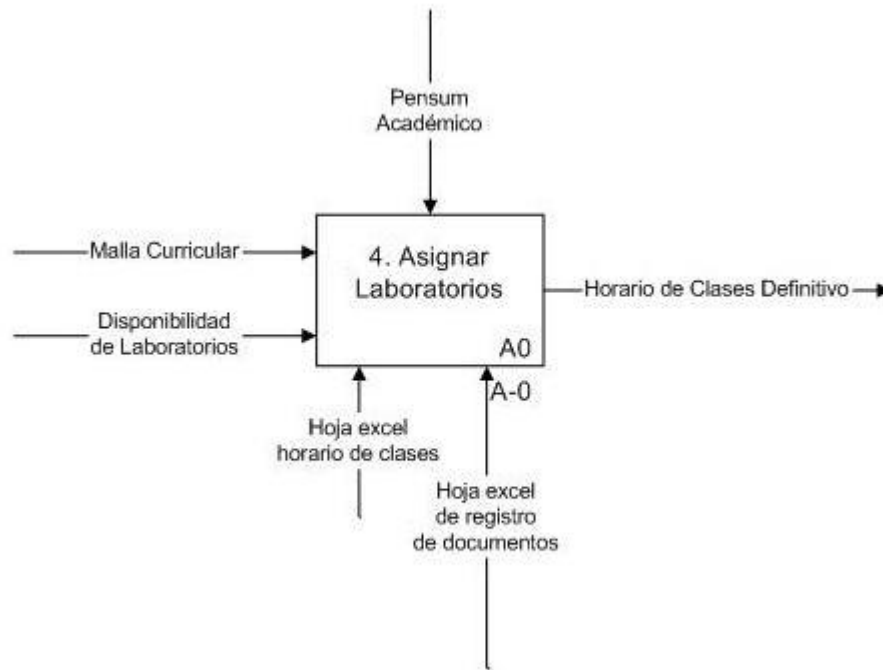 Pensum
Académico
Malla Curricular
4. Asignar
Laboratorios
Horario de Clases Definitivo
Disponibilidad
de Laboratorios
A0
A-0
Hoja excel
horario de clases
Hoja excel
de registro
de documentos